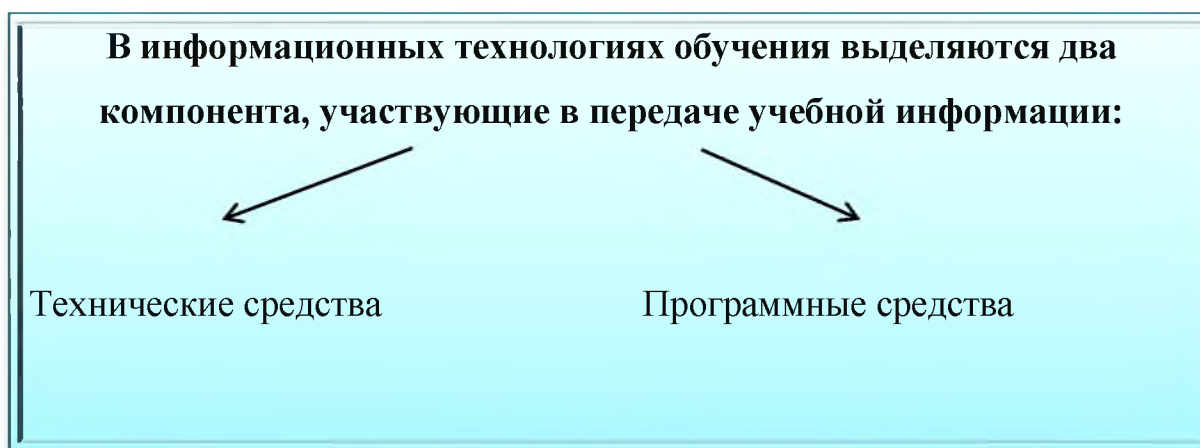 В информационных технологиях обучения выделяются два
компонента, участвующие в передаче учебной информации:
Технические средства
Программные средства